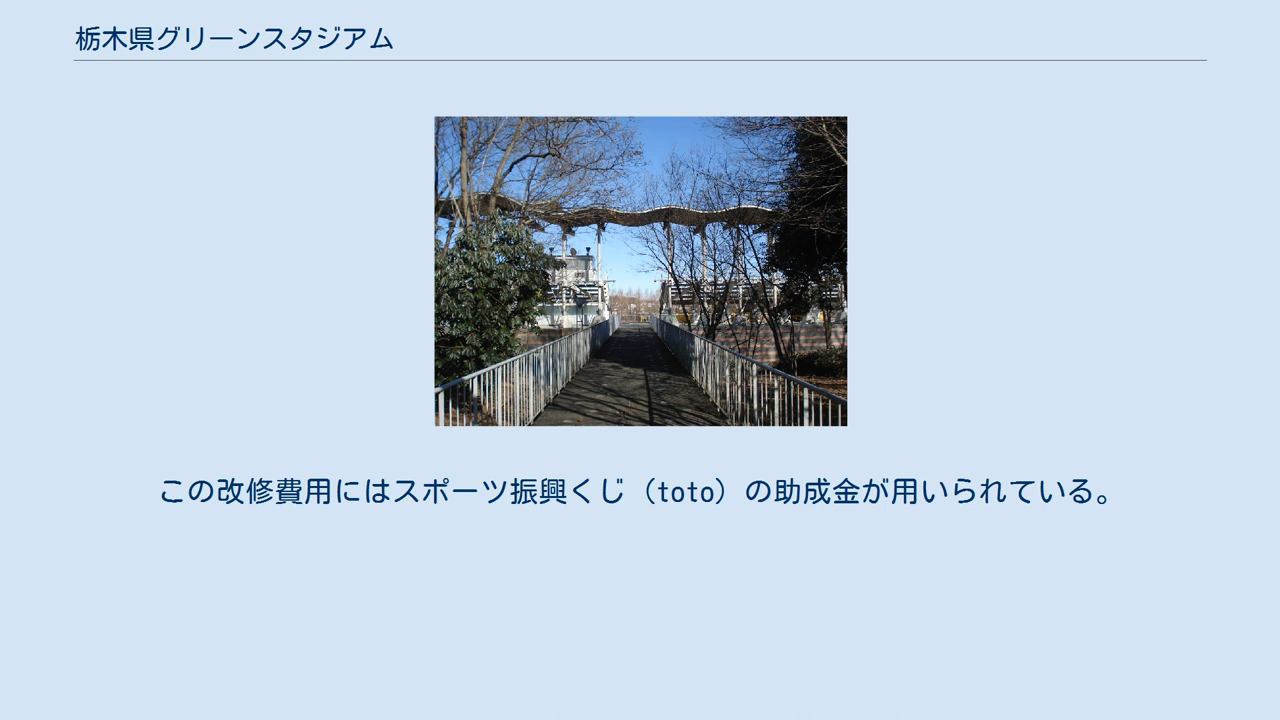 栃木県グリーンスタジアム
この改修費用にはスポーツ振興くじ（toto）の助成金が用いられている。